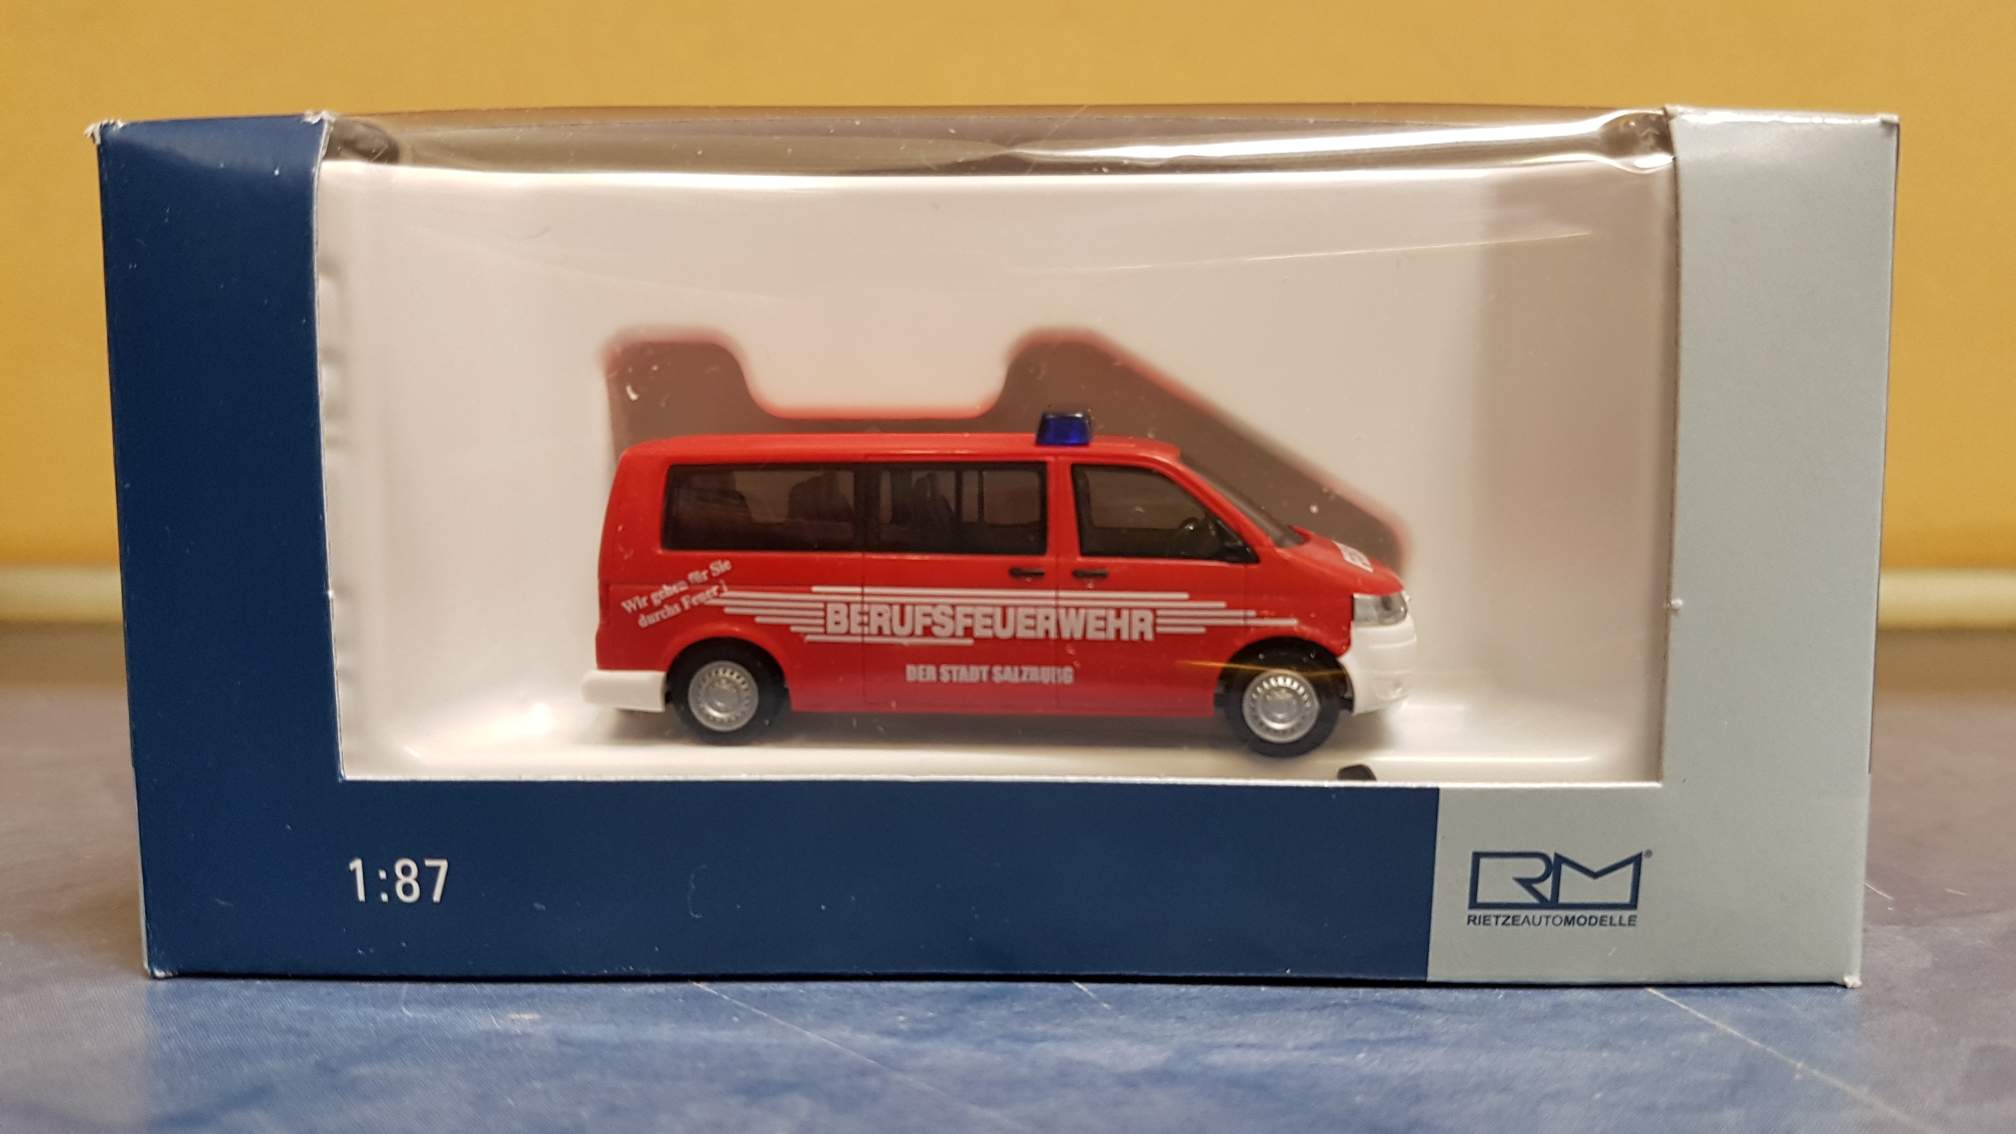 Wir gehen für Sie
durchs Feuer !
BERUFSFEUERWEHR
DER STADT SALZBURG
1:87
RM®
RIETZEAUTOMODELLE